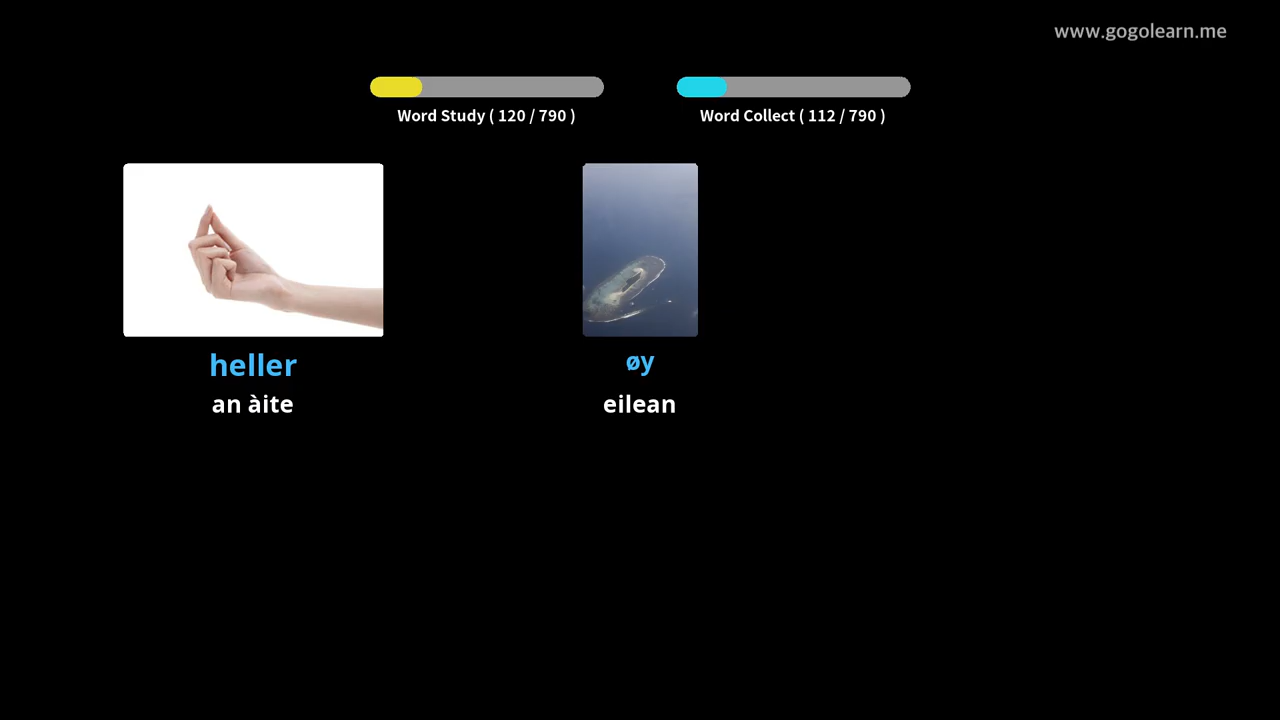 www.gogolearn.me
Word Study ( 120 / 790 )
Word Collect ( 112 / 790 )
heller
an àite
øy
eilean